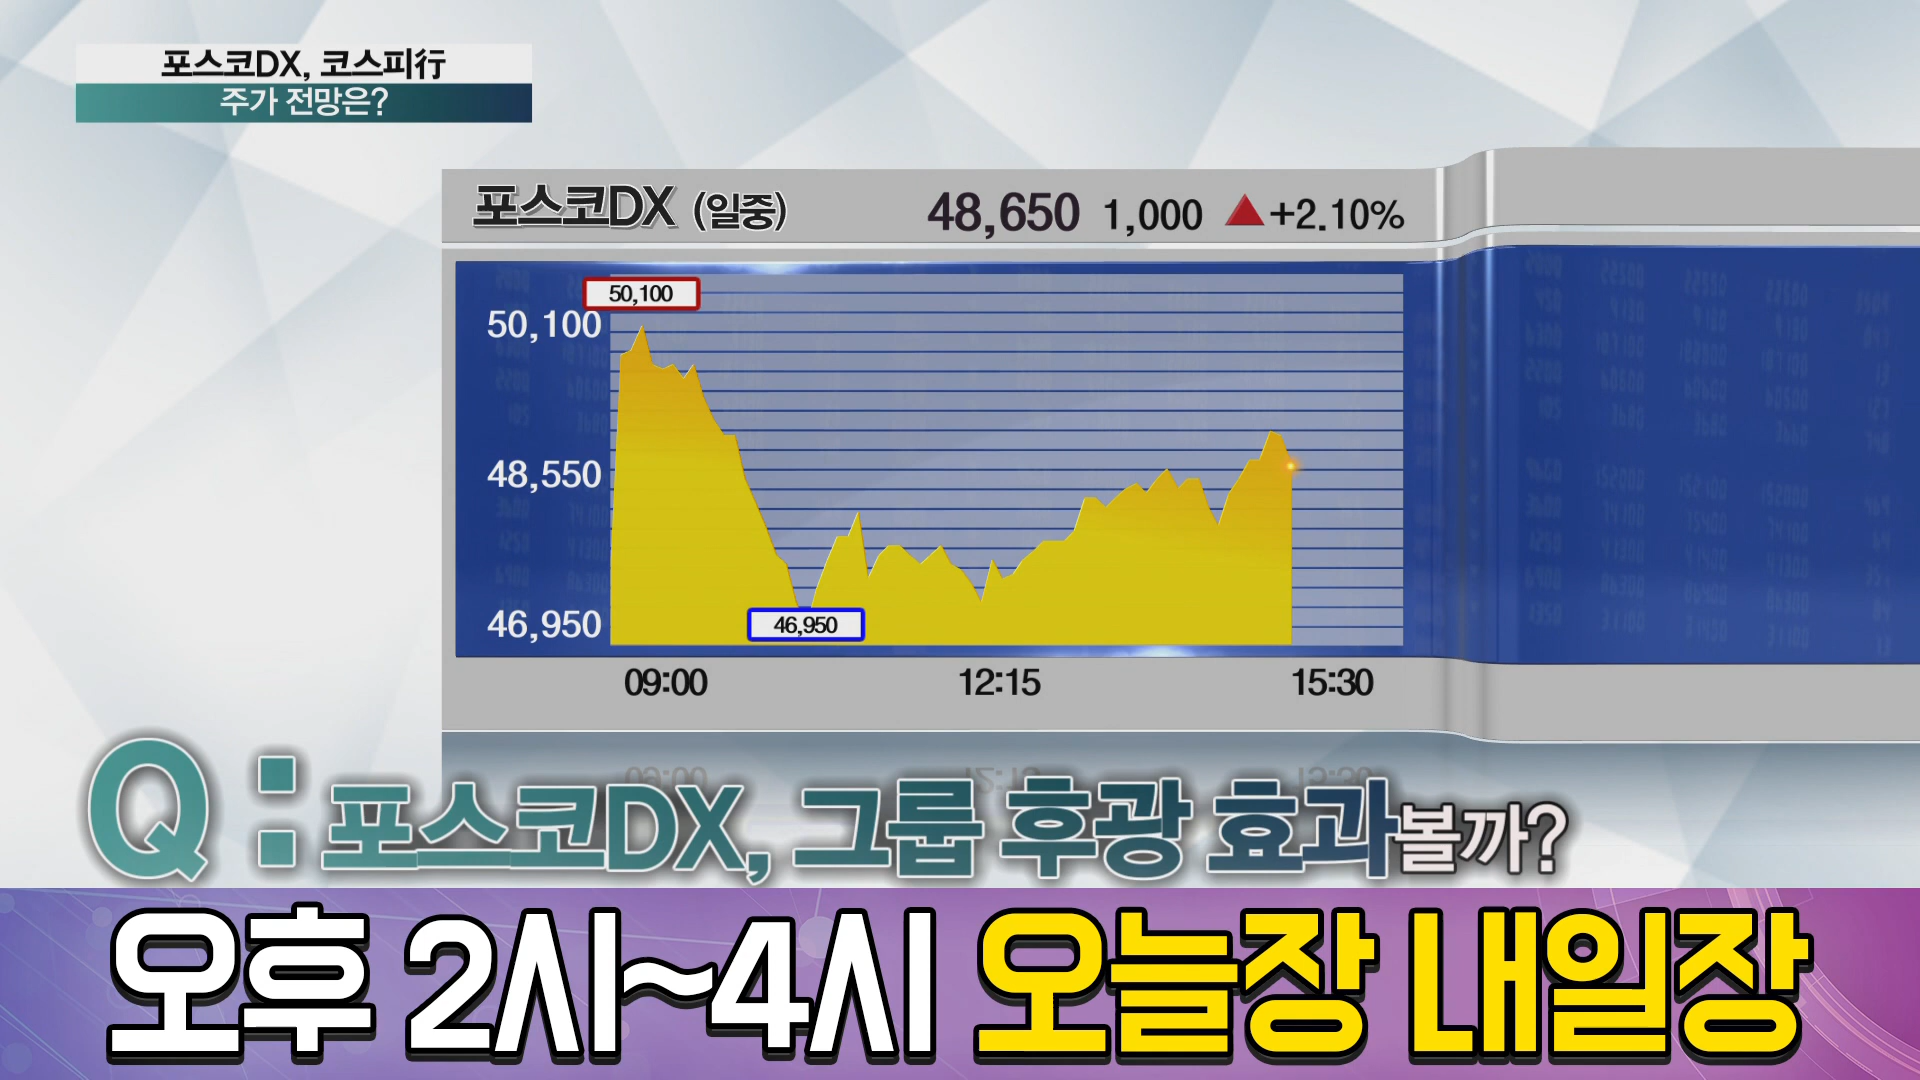 포스코DX, 코스피行
주가 전망은?
포스코DX (일중) 48,650 1,000 ▲+2.10%
50,100
50,100
48,550
46,950
46,950
09:00 12:15 15:30
Q : 포스코DX, 그룹 후광 효과볼까?
오후 2시~4시 오늘장 내일장